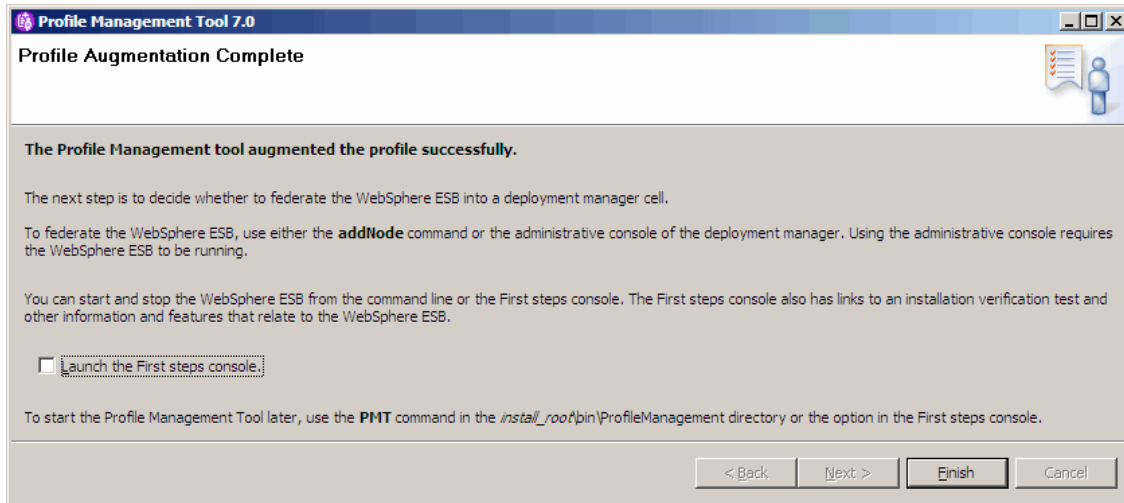 Profile Management Tool 7.0
Profile Augmentation Complete
The Profile Management tool augmented the profile successfully.
The next step is to decide whether to federate the WebSphere ESB into a deployment manager cell.
To federate the WebSphere ESB, use either the addNode command or the administrative console of the deployment manager. Using the administrative console requires
the WebSphere ESB to be running.
You can start and stop the WebSphere ESB from the command line or the First steps console. The First steps console also has links to an installation verification test and
other information and features that relate to the WebSphere ESB.
Launch the First steps console.
To start the Profile Management Tool later, use the PMT command in the install_root\bin\ProfileManagement directory or the option in the First steps console.
< Back Next > Finish Cancel